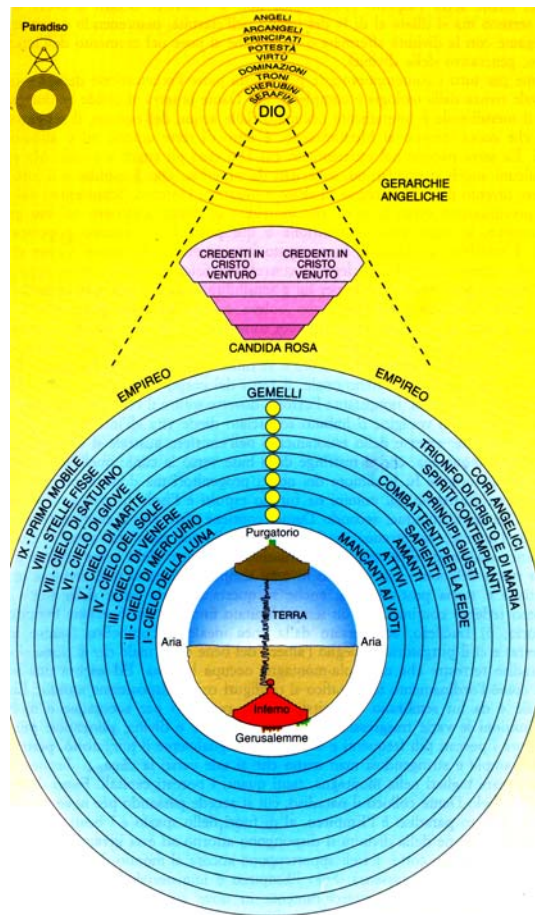 Paradiso
ANGELI
ARCANGELI
PRINCIPATI
POTESTÀ
VIRTÙ
DOMINAZIONI
TRONI
CHERUBINI
SERAFINI
DIO
GERARCHIE
ANGELICHE
CREDENTI IN
CRISTO
VENTURO
CREDENTI IN
CRISTO
VENUTO
CANDIDA ROSA
EMPIREO
EMPIREO
GEMELLI
IX - PRIMO MOBILE
VIII - STELLE FISSE
VII - CIELO DI SATURNO
VI - CIELO DI GIOVE
V - CIELO DI MARTE
IV - CIELO DEL SOLE
III - CIELO DI VENERE
II - CIELO DI MERCURIO
I - CIELO DELLA LUNA
CORI ANGELICI
TRIONFO DI CRISTO E DI MARIA
SPIRITI CONTEMPLANTI
PRINCIPI GIUSTI
COMBATTENTI PER LA FEDE
SAPIENTI
AMANTI
ATTIVI
MANCANTI AI VOTI
Purgatorio
TERRA
Aria
Aria
Inferno
Gerusalemme